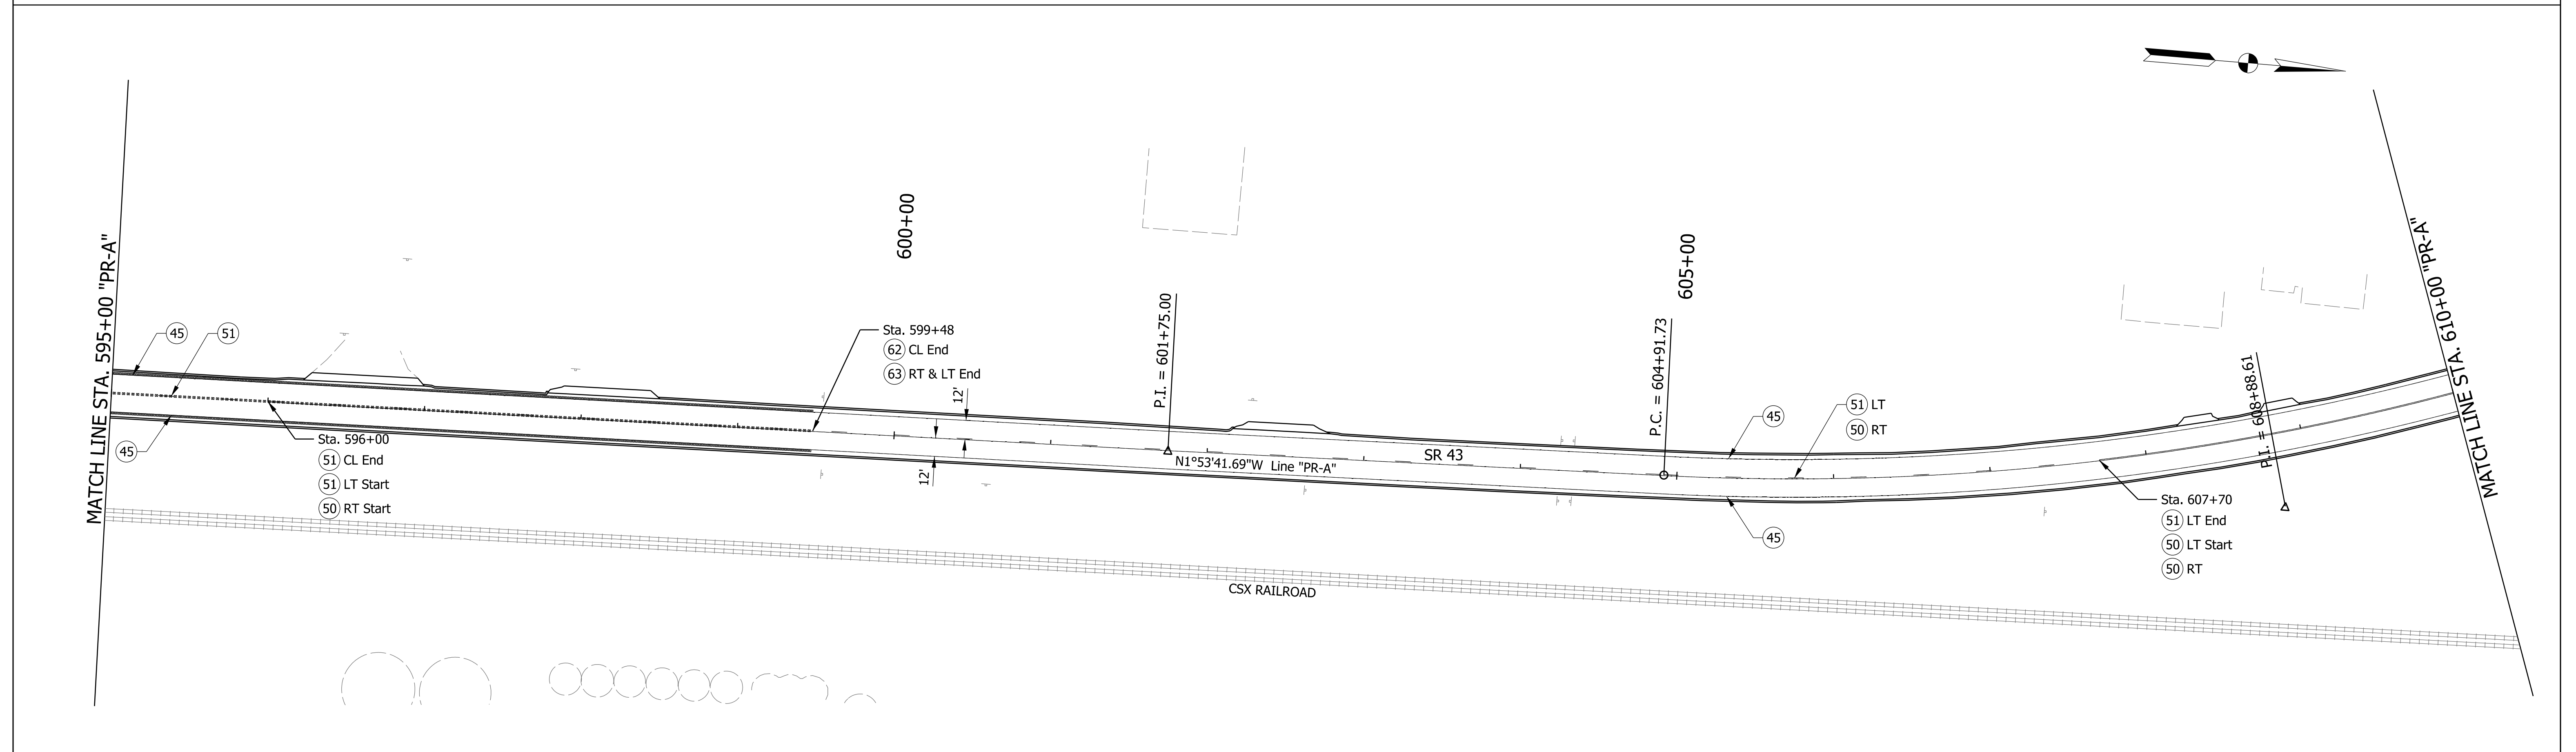 MATCH LINE STA. 595+00 "PR-A"
45
51
45
Sta. 596+00
51 CL End
51 LT Start
50 RT Start
600+00
Sta. 599+48
62 CL End
63 RT & LT End
12'
12'
P.I. = 601+75.00
N1°53'41.69"W Line "PR-A"
SR 43
CSX RAILROAD
605+00
P.C. = 604+91.73
45
51 LT
50 RT
45
P.I. = 608+88.61
Sta. 607+70
51 LT End
50 LT Start
50 RT
MATCH LINE STA. 610+00 "PR-A"